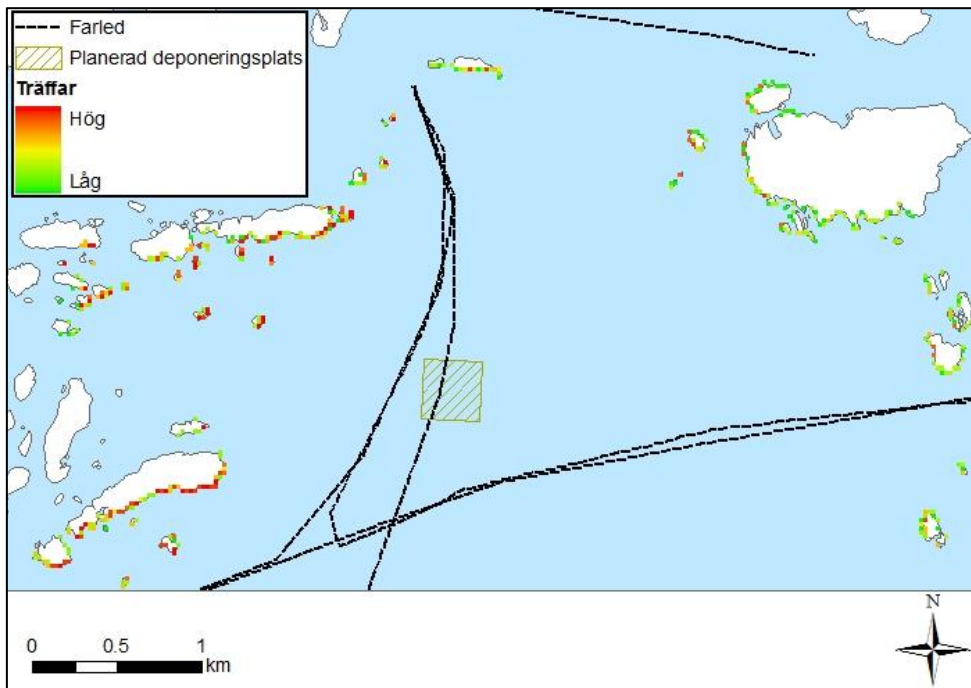 Farled
Planerad deponeringsplats
Träffar
Hög
Låg
N
0 0.5 1
km